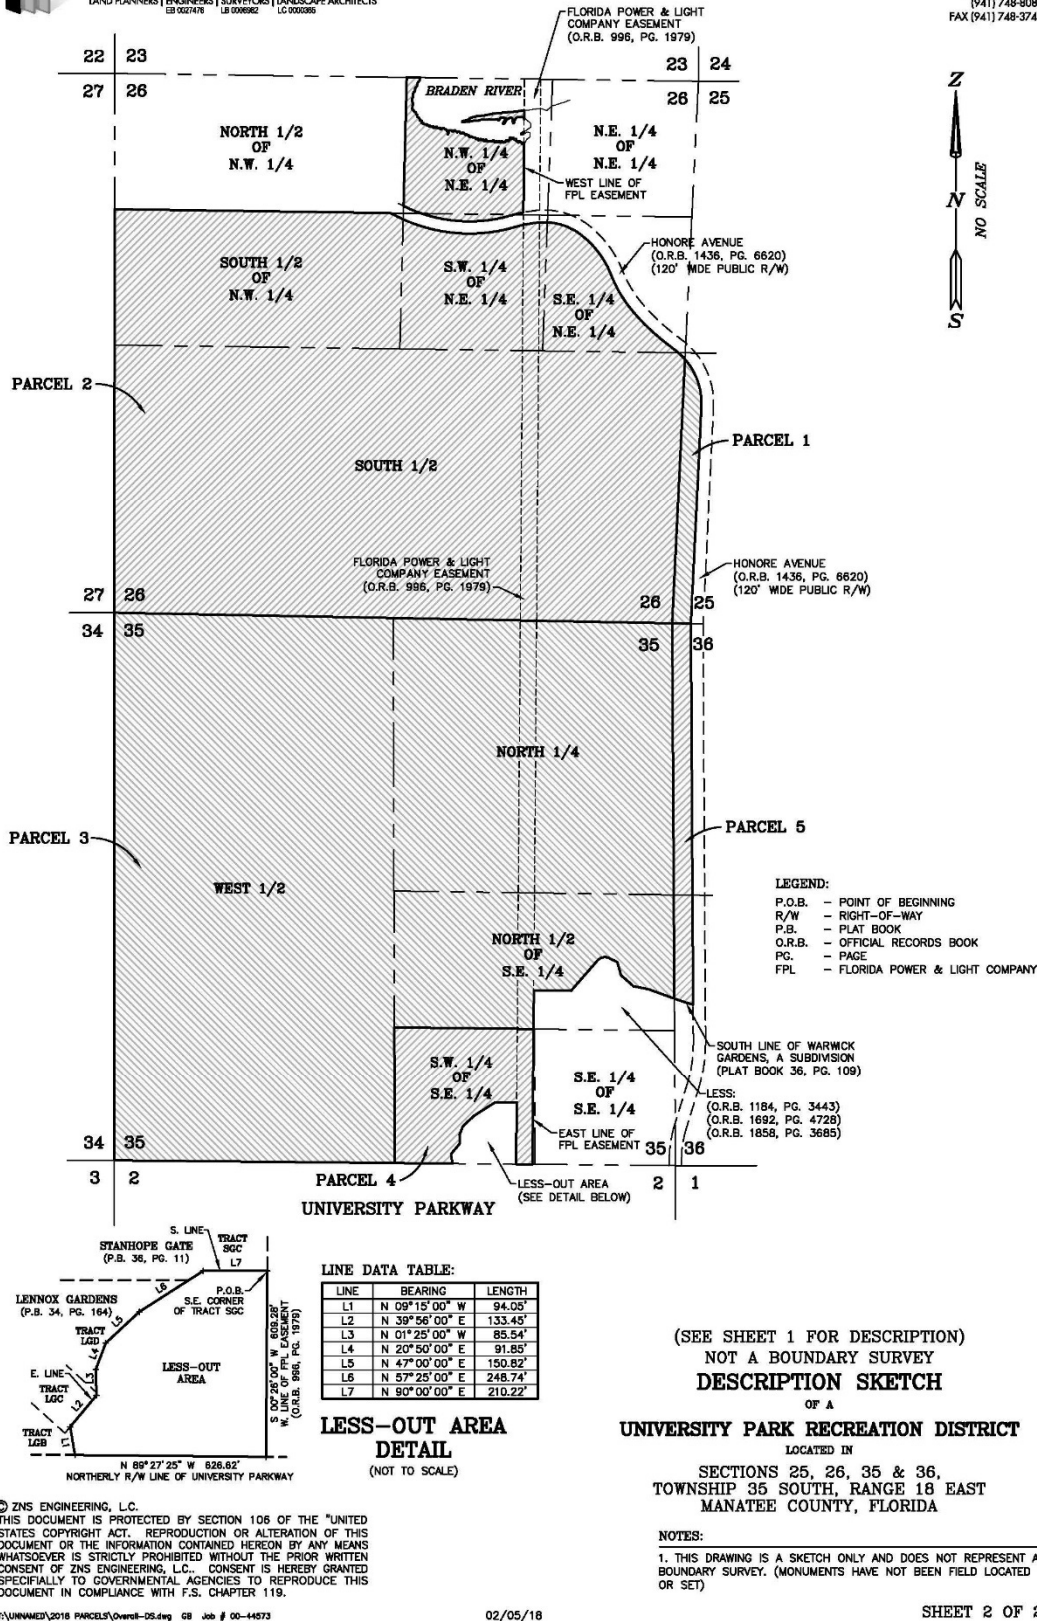 LAND PLANNERS | ENGINEERS | SURVEYORS | LANDSCAPE ARCHITECTS
EB 0027476 LB 0006982 LC 0000365
(941) 748-808
FAX (941) 748-374
FLORIDA POWER & LIGHT
COMPANY EASEMENT
(O.R.B. 996, PG. 1979)
22 23
27 26
23 24
26 25
BRADEN RIVER
NORTH 1/2
OF
N.W. 1/4
N.W. 1/4
OF
N.E. 1/4
N.E. 1/4
OF
N.E. 1/4
WEST LINE OF
FPL EASEMENT
Z
N
S
NO SCALE
HONORE AVENUE
(O.R.B. 1436, PG. 6620)
(120' WIDE PUBLIC R/W)
SOUTH 1/2
OF
N.W. 1/4
S.W. 1/4
OF
N.E. 1/4
S.E. 1/4
OF
N.E. 1/4
PARCEL 2
PARCEL 1
SOUTH 1/2
FLORIDA POWER & LIGHT
COMPANY EASEMENT
(O.R.B. 996, PG. 1979)
HONORE AVENUE
(O.R.B. 1436, PG. 6620)
(120' WIDE PUBLIC R/W)
27 26
34 35
26 25
35 36
NORTH 1/4
PARCEL 3
PARCEL 5
WEST 1/2
LEGEND:
P.O.B. – POINT OF BEGINNING
R/W – RIGHT-OF-WAY
P.B. – PLAT BOOK
O.R.B. – OFFICIAL RECORDS BOOK
PG. – PAGE
FPL – FLORIDA POWER & LIGHT COMPANY
NORTH 1/2
OF
S.E. 1/4
SOUTH LINE OF WARWICK
GARDENS, A SUBDIVISION
(PLAT BOOK 36, PG. 109)
S.W. 1/4
OF
S.E. 1/4
S.E. 1/4
OF
S.E. 1/4
LESS:
(O.R.B. 1184, PG. 3443)
(O.R.B. 1692, PG. 4728)
(O.R.B. 1858, PG. 3685)
EAST LINE OF
FPL EASEMENT
34 35
3 2
35 36
2 1
PARCEL 4
LESS-OUT AREA
(SEE DETAIL BELOW)
UNIVERSITY PARKWAY
S. LINE
TRACT
SGC
L7
STANHOPE GATE
(P.B. 36, PG. 11)
L6
P.O.B.
S.E. CORNER
OF TRACT SGC
LENNOX GARDENS
(P.B. 34, PG. 164)
L5
TRACT
LGD
L4
E. LINE
L3
TRACT
LGC
L2
TRACT
LGB
L1
LESS-OUT
AREA
S 00°26'00" W 609.28'
W. LINE OF FPL EASEMENT
(O.R.B. 996, PG. 1979)
N 89°27'25" W 626.62'
NORTHERLY R/W LINE OF UNIVERSITY PARKWAY
LINE DATA TABLE:
LINE BEARING LENGTH
L1 N 09°15'00" W 94.05'
L2 N 39°56'00" E 133.45'
L3 N 01°25'00" W 85.54'
L4 N 20°50'00" E 91.85'
L5 N 47°00'00" E 150.82'
L6 N 57°25'00" E 248.74'
L7 N 90°00'00" E 210.22'
LESS-OUT AREA
DETAIL
(NOT TO SCALE)
(SEE SHEET 1 FOR DESCRIPTION)
NOT A BOUNDARY SURVEY
DESCRIPTION SKETCH
OF A
UNIVERSITY PARK RECREATION DISTRICT
LOCATED IN
SECTIONS 25, 26, 35 & 36,
TOWNSHIP 35 SOUTH, RANGE 18 EAST
MANATEE COUNTY, FLORIDA
NOTES:
1. THIS DRAWING IS A SKETCH ONLY AND DOES NOT REPRESENT A
BOUNDARY SURVEY. (MONUMENTS HAVE NOT BEEN FIELD LOCATED
OR SET)
© ZNS ENGINEERING, L.C.
THIS DOCUMENT IS PROTECTED BY SECTION 106 OF THE "UNITED
STATES COPYRIGHT ACT. REPRODUCTION OR ALTERATION OF THIS
DOCUMENT OR THE INFORMATION CONTAINED HEREON BY ANY MEANS
WHATSOEVER IS STRICTLY PROHIBITED WITHOUT THE PRIOR WRITTEN
CONSENT OF ZNS ENGINEERING, L.C.. CONSENT IS HEREBY GRANTED
SPECIFIALLY TO GOVERNMENTAL AGENCIES TO REPRODUCE THIS
DOCUMENT IN COMPLIANCE WITH F.S. CHAPTER 119.
:\UNNAMED\2018 PARCELS\Overall-DS.dwg GB Job # 00-44573
02/05/18
SHEET 2 OF 2